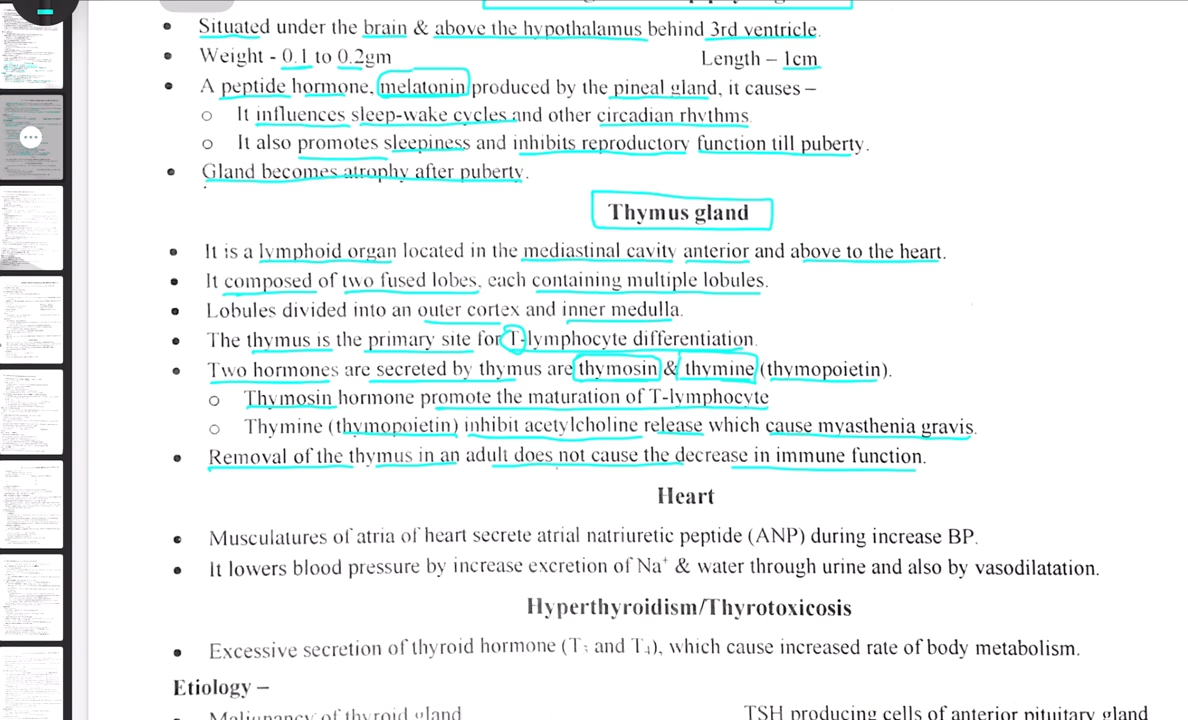 Situated under the brain & above the hypothalamus behind 3rd ventricle.
Weight - 0.1 to 0.2gm Length – 1cm
A peptide hormone, melatonin produced by the pineal gland, it causes –
It influences sleep-wake cycles and other circadian rhythms
It also promotes sleepiness and inhibits reproductory function till puberty.
Gland becomes atrophy after puberty.
Thymus gland
It is a lymphoid organ located in the mediastinal cavity anterior and above to the heart.
It composed of two fused lobes, each containing multiple lobules.
Lobules divided into an outer cortex and inner medulla.
The thymus is the primary site for T-lymphocyte differentiation.
Two hormones are secreted by thymus are thymosin & thymine (thymopoietin).
Thymosin hormone promote the maturation of T-lymphocyte
Thymine (thymopoietin) inhibit acetylcholine release which cause myasthenia gravis.
Removal of the thymus in an adult does not cause the decrease in immune function.
Heart
Musculatures of atria of heart secrete atrial natriuretic peptide (ANP) during increase BP.
It lowers blood pressure by increase excretion of Na⁺ & water through urine and also by vasodilatation.
Hyperthyroidism/Thyrotoxicosis
Excessive secretion of thyroid hormone (T₃ and T₄), which cause increased rate of body metabolism.
Etiology –
Malignancy of thyroid gland TSH producing cells of anterior pituitary gland